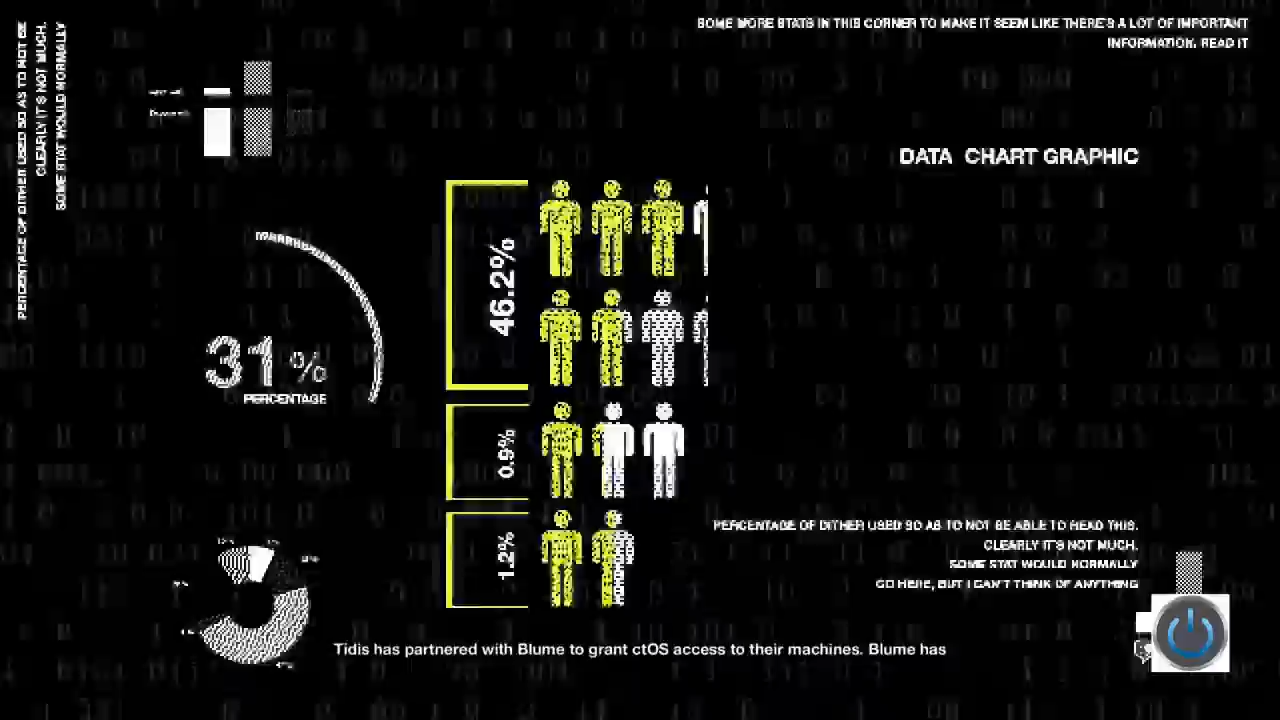 SOME MORE STATS IN THIS CORNER TO MAKE IT SEEM LIKE THERE'S A LOT OF IMPORTANT
INFORMATION. READ IT
PERCENTAGE OF DITHER USED SO AS TO NOT BE
CLEARLY IT'S NOT MUCH.
SOME STAT WOULD NORMALLY
DATA CHART GRAPHIC
46.2%
31 %
PERCENTAGE
0.9%
1.2%
PERCENTAGE OF DITHER USED SO AS TO NOT BE ABLE TO READ THIS.
CLEARLY IT'S NOT MUCH.
SOME STAT WOULD NORMALLY
GO HERE, BUT I CAN'T THINK OF ANYTHING
Tidis has partnered with Blume to grant ctOS access to their machines. Blume has